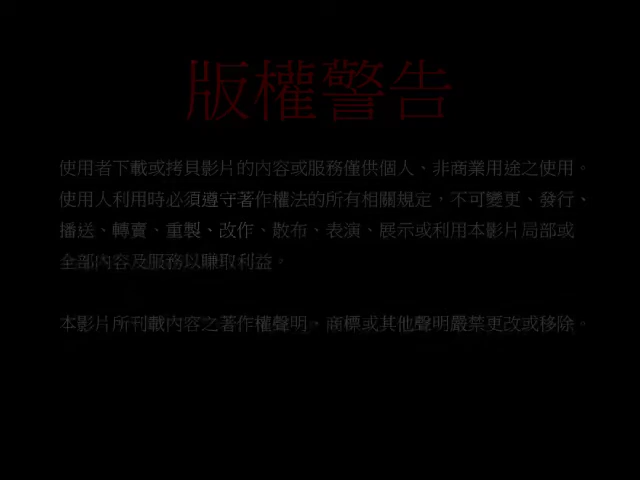 版權警告
使用者下載或拷貝影片的內容或服務僅供個人、非商業用途之使用。
使用人利用時必須遵守著作權法的所有相關規定，不可變更、發行、
播送、轉賣、重製、改作、散布、表演、展示或利用本影片局部或
全部內容及服務以賺取利益。
本影片所刊載內容之著作權聲明、商標或其他聲明嚴禁更改或移除。